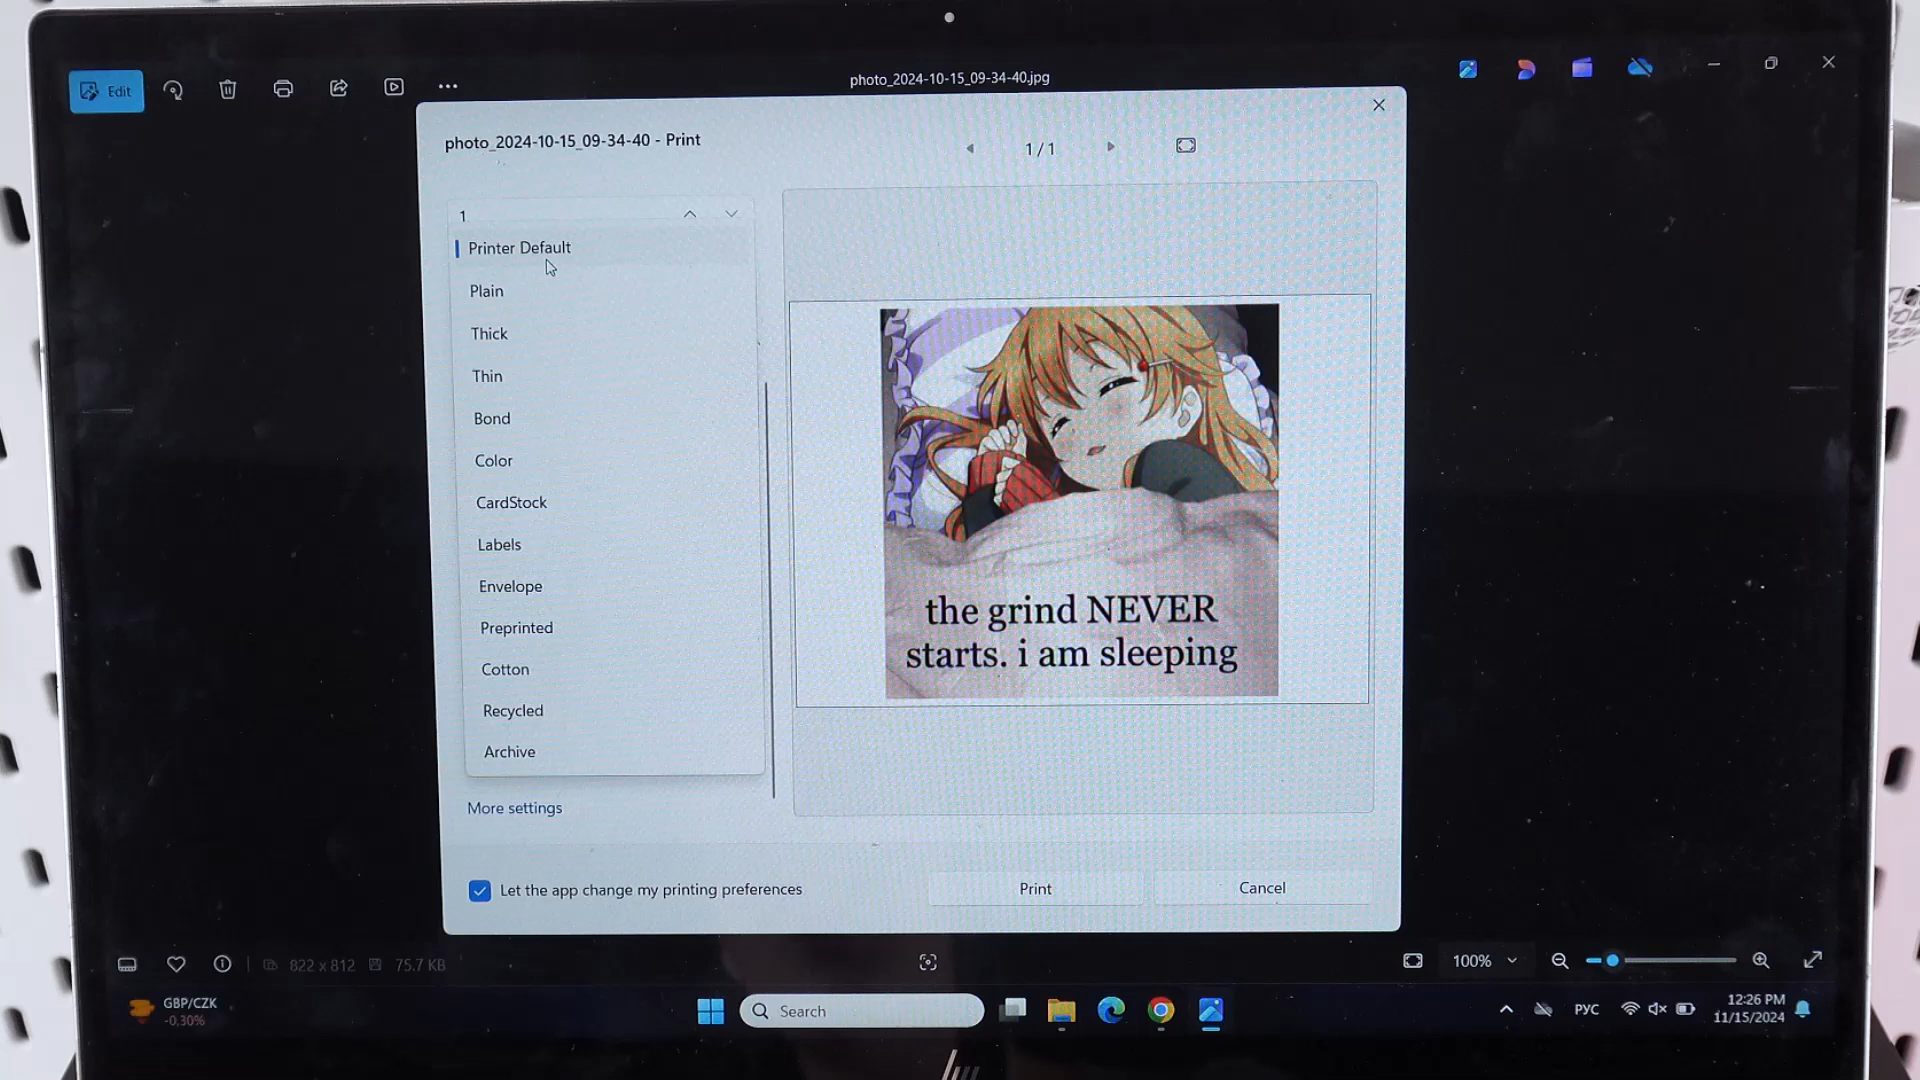 Edit
photo_2024-10-15_09-34-40.jpg
photo_2024-10-15_09-34-40 - Print
1 / 1
1
Printer Default
Plain
Thick
Thin
Bond
Color
CardStock
Labels
Envelope
Preprinted
Cotton
Recycled
Archive
More settings
the grind NEVER
starts. i am sleeping
Let the app change my printing preferences
Print
Cancel
822 x 812
75.7 KB
100%
GBP/CZK
-0.30%
Search
РУС
12:26 PM
11/15/2024
hp